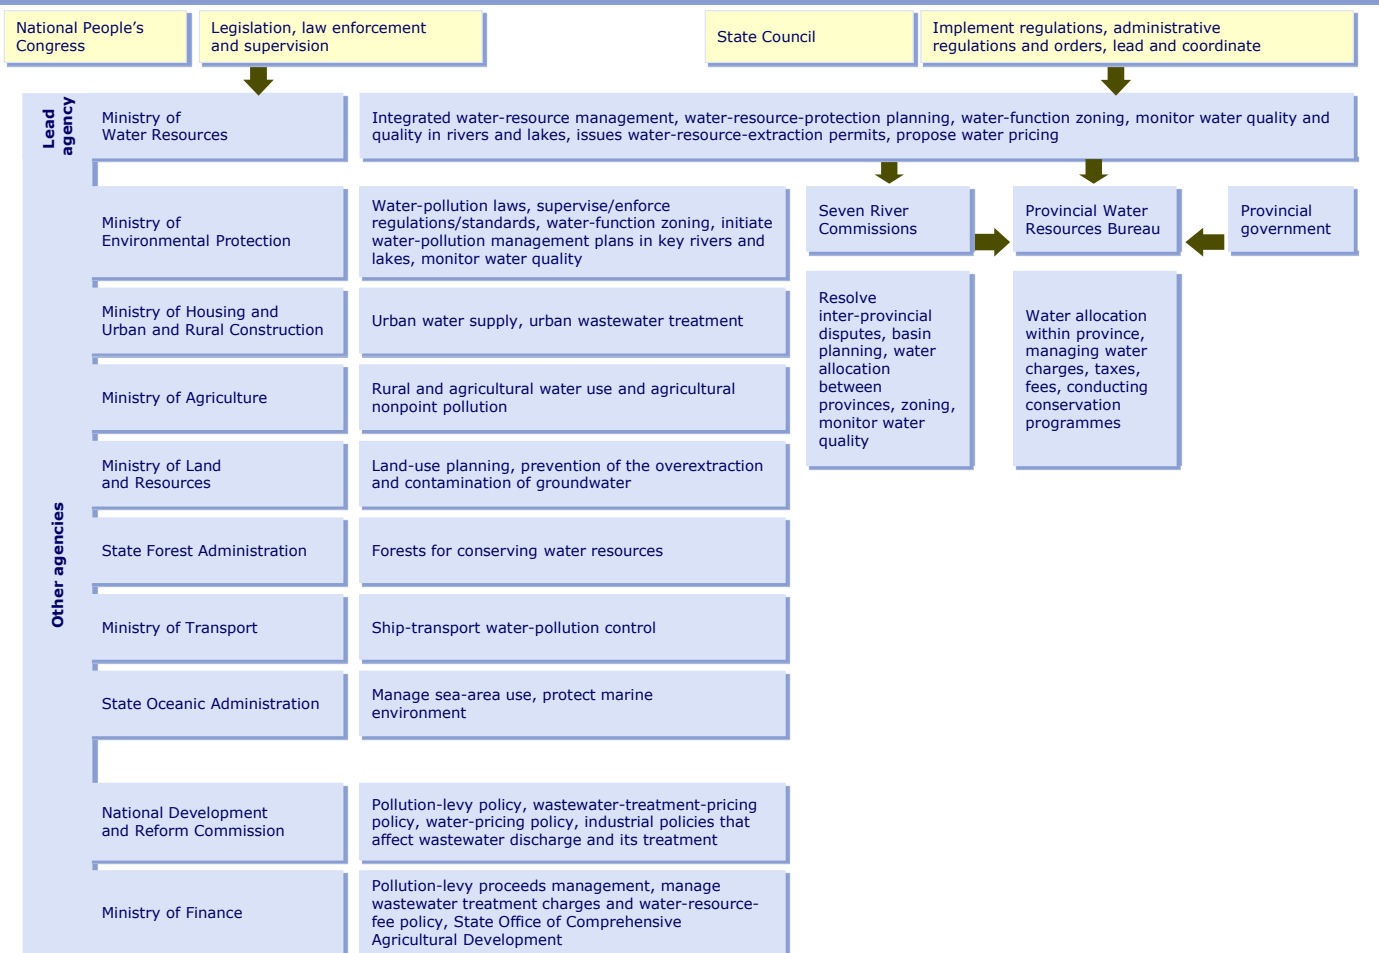 National People’s
Congress
Legislation, law enforcement
and supervision
State Council
Implement regulations, administrative
regulations and orders, lead and coordinate
Lead
agency
Ministry of
Water Resources
Integrated water-resource management, water-resource-protection planning, water-function zoning, monitor water quality and
quality in rivers and lakes, issues water-resource-extraction permits, propose water pricing
Other agencies
Ministry of
Environmental Protection
Water-pollution laws, supervise/enforce
regulations/standards, water-function zoning, initiate
water-pollution management plans in key rivers and
lakes, monitor water quality
Seven River
Commissions
Provincial Water
Resources Bureau
Provincial
government
Resolve
inter-provincial
disputes, basin
planning, water
allocation
between
provinces, zoning,
monitor water
quality
Water allocation
within province,
managing water
charges, taxes,
fees, conducting
conservation
programmes
Ministry of Housing and
Urban and Rural Construction
Urban water supply, urban wastewater treatment
Ministry of Agriculture
Rural and agricultural water use and agricultural
nonpoint pollution
Ministry of Land
and Resources
Land-use planning, prevention of the overextraction
and contamination of groundwater
State Forest Administration
Forests for conserving water resources
Ministry of Transport
Ship-transport water-pollution control
State Oceanic Administration
Manage sea-area use, protect marine
environment
National Development
and Reform Commission
Pollution-levy policy, wastewater-treatment-pricing
policy, water-pricing policy, industrial policies that
affect wastewater discharge and its treatment
Ministry of Finance
Pollution-levy proceeds management, manage
wastewater treatment charges and water-resource-
fee policy, State Office of Comprehensive
Agricultural Development